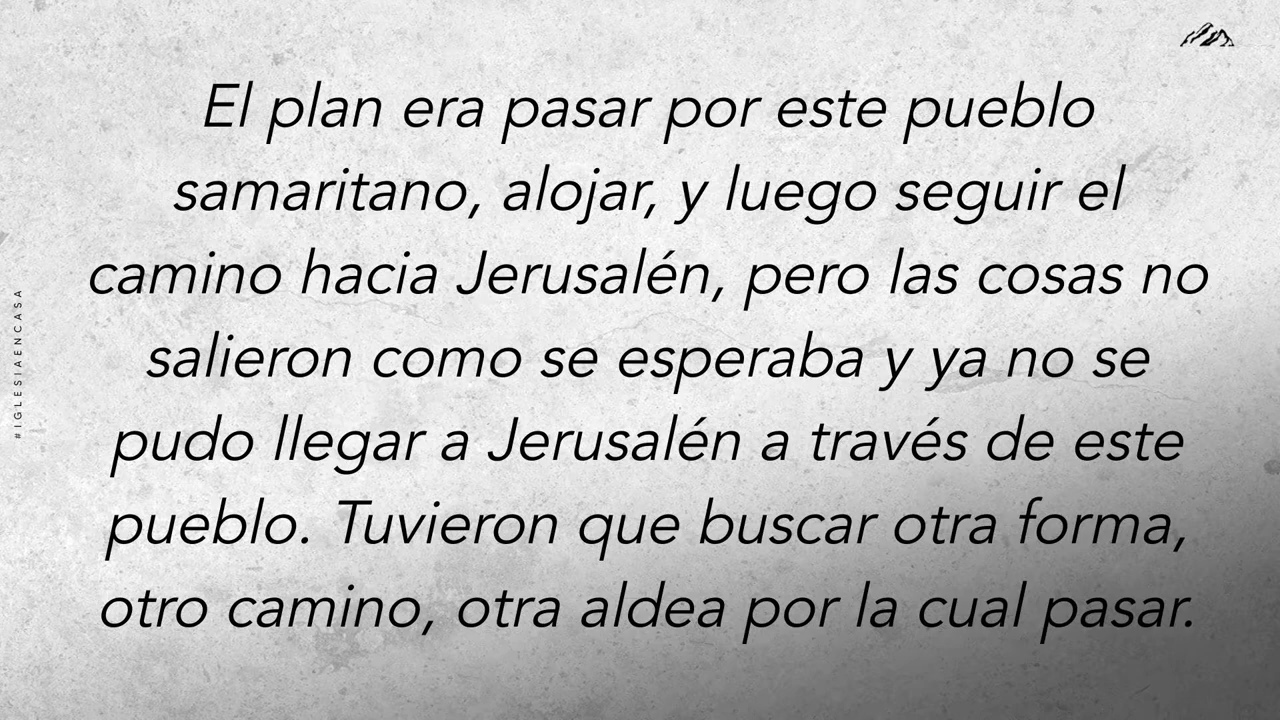 El plan era pasar por este pueblo
samaritano, alojar, y luego seguir el
camino hacia Jerusalén, pero las cosas no
salieron como se esperaba y ya no se
pudo llegar a Jerusalén a través de este
pueblo. Tuvieron que buscar otra forma,
otro camino, otra aldea por la cual pasar.
#IGLESIAENCASA